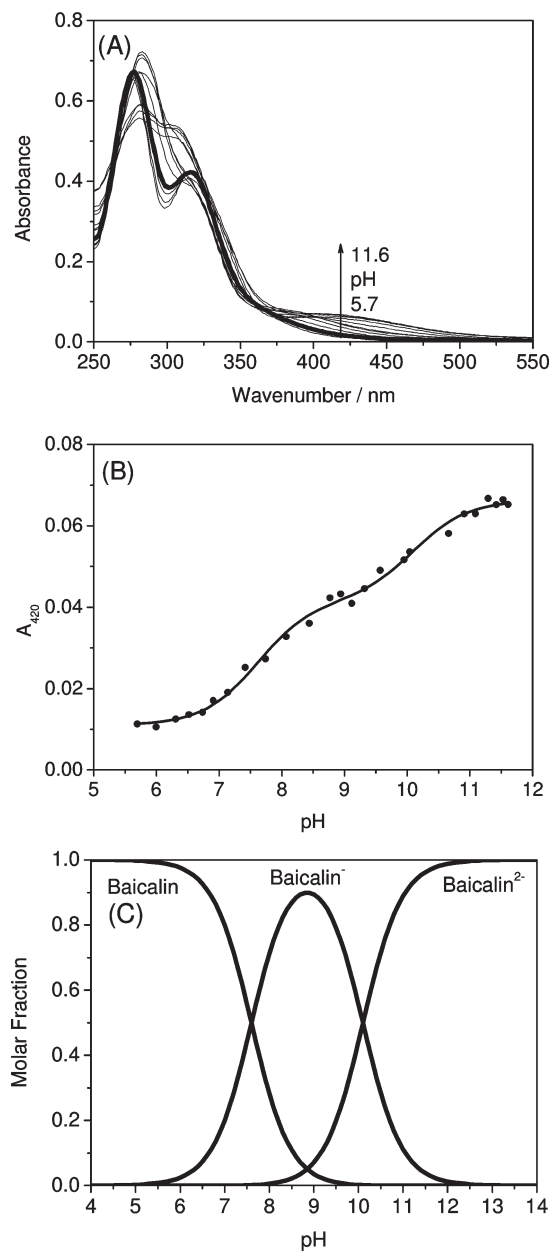 (A)
0.8
0.6
0.4
0.2
0.0
Absorbance
11.6
pH
5.7
250 300 350 400 450 500 550
Wavenumber / nm
(B)
0.08
0.06
0.04
0.02
0.00
A420
5 6 7 8 9 10 11 12
pH
1.0
0.8
0.6
0.4
0.2
0.0
Molar Fraction
Baicalin Baicalin- Baicalin2-
(C)
4 5 6 7 8 9 10 11 12 13 14
pH